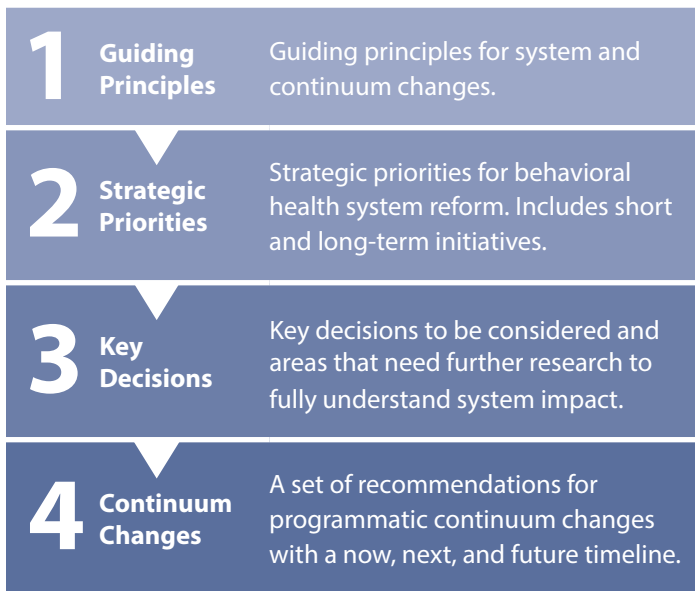 1
Guiding
Principles
Guiding principles for system and
continuum changes.
2
Strategic
Priorities
Strategic priorities for behavioral
health system reform. Includes short
and long-term initiatives.
3
Key
Decisions
Key decisions to be considered and
areas that need further research to
fully understand system impact.
4
Continuum
Changes
A set of recommendations for
programmatic continuum changes
with a now, next, and future timeline.